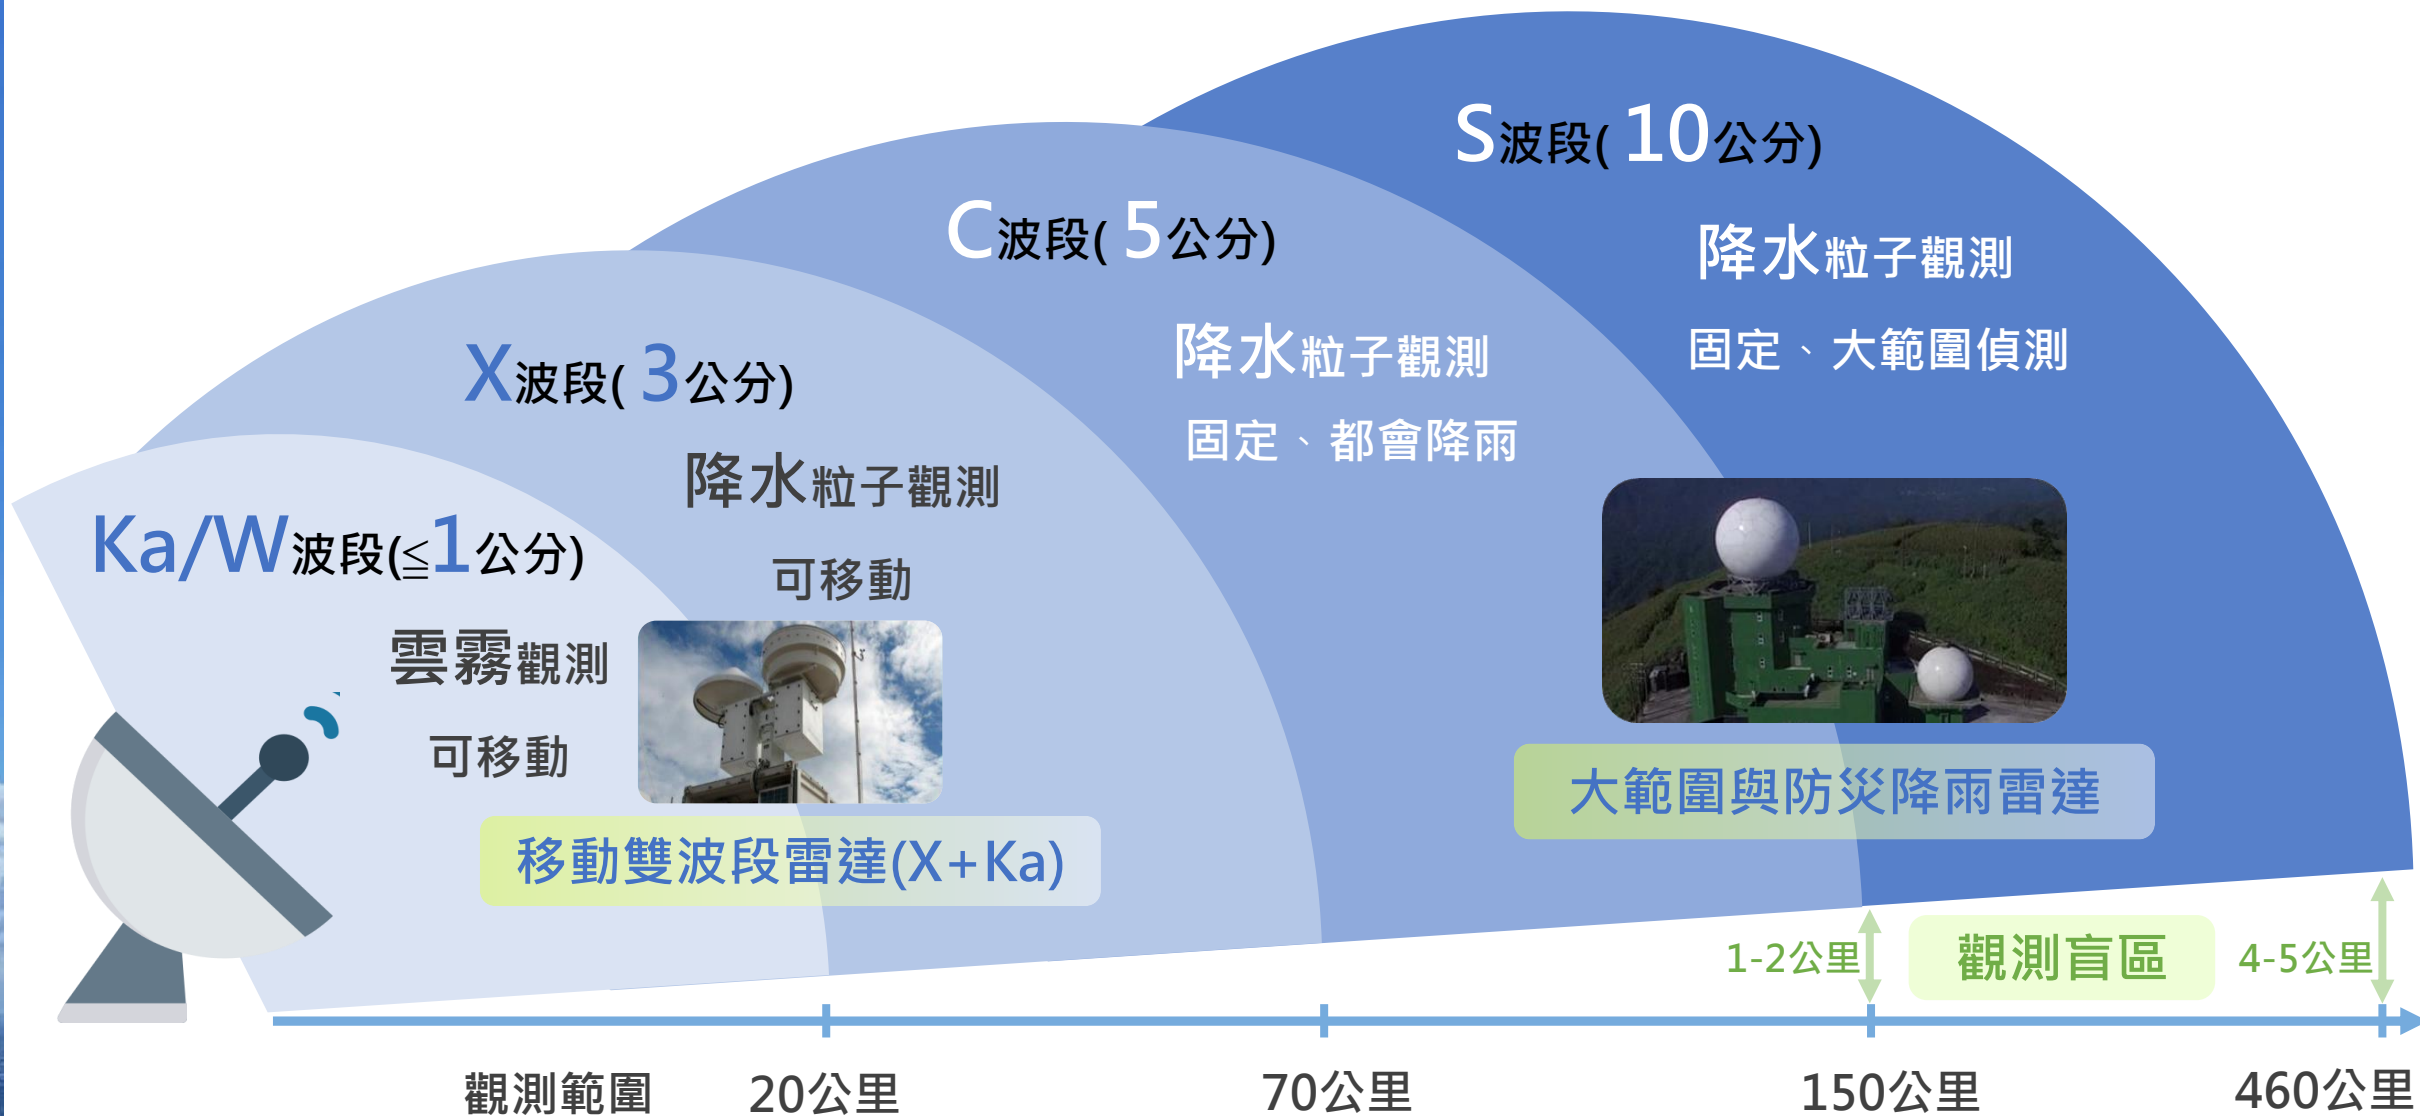 S波段( 10公分)
降水粒子觀測
固定、大範圍偵測
C波段( 5公分)
降水粒子觀測
固定、都會降雨
X波段( 3公分)
降水粒子觀測
可移動
Ka/W波段(≦1公分)
雲霧觀測
可移動
移動雙波段雷達(X+Ka)
大範圍與防災降雨雷達
1-2公里
觀測盲區
4-5公里
觀測範圍
20公里
70公里
150公里
460公里